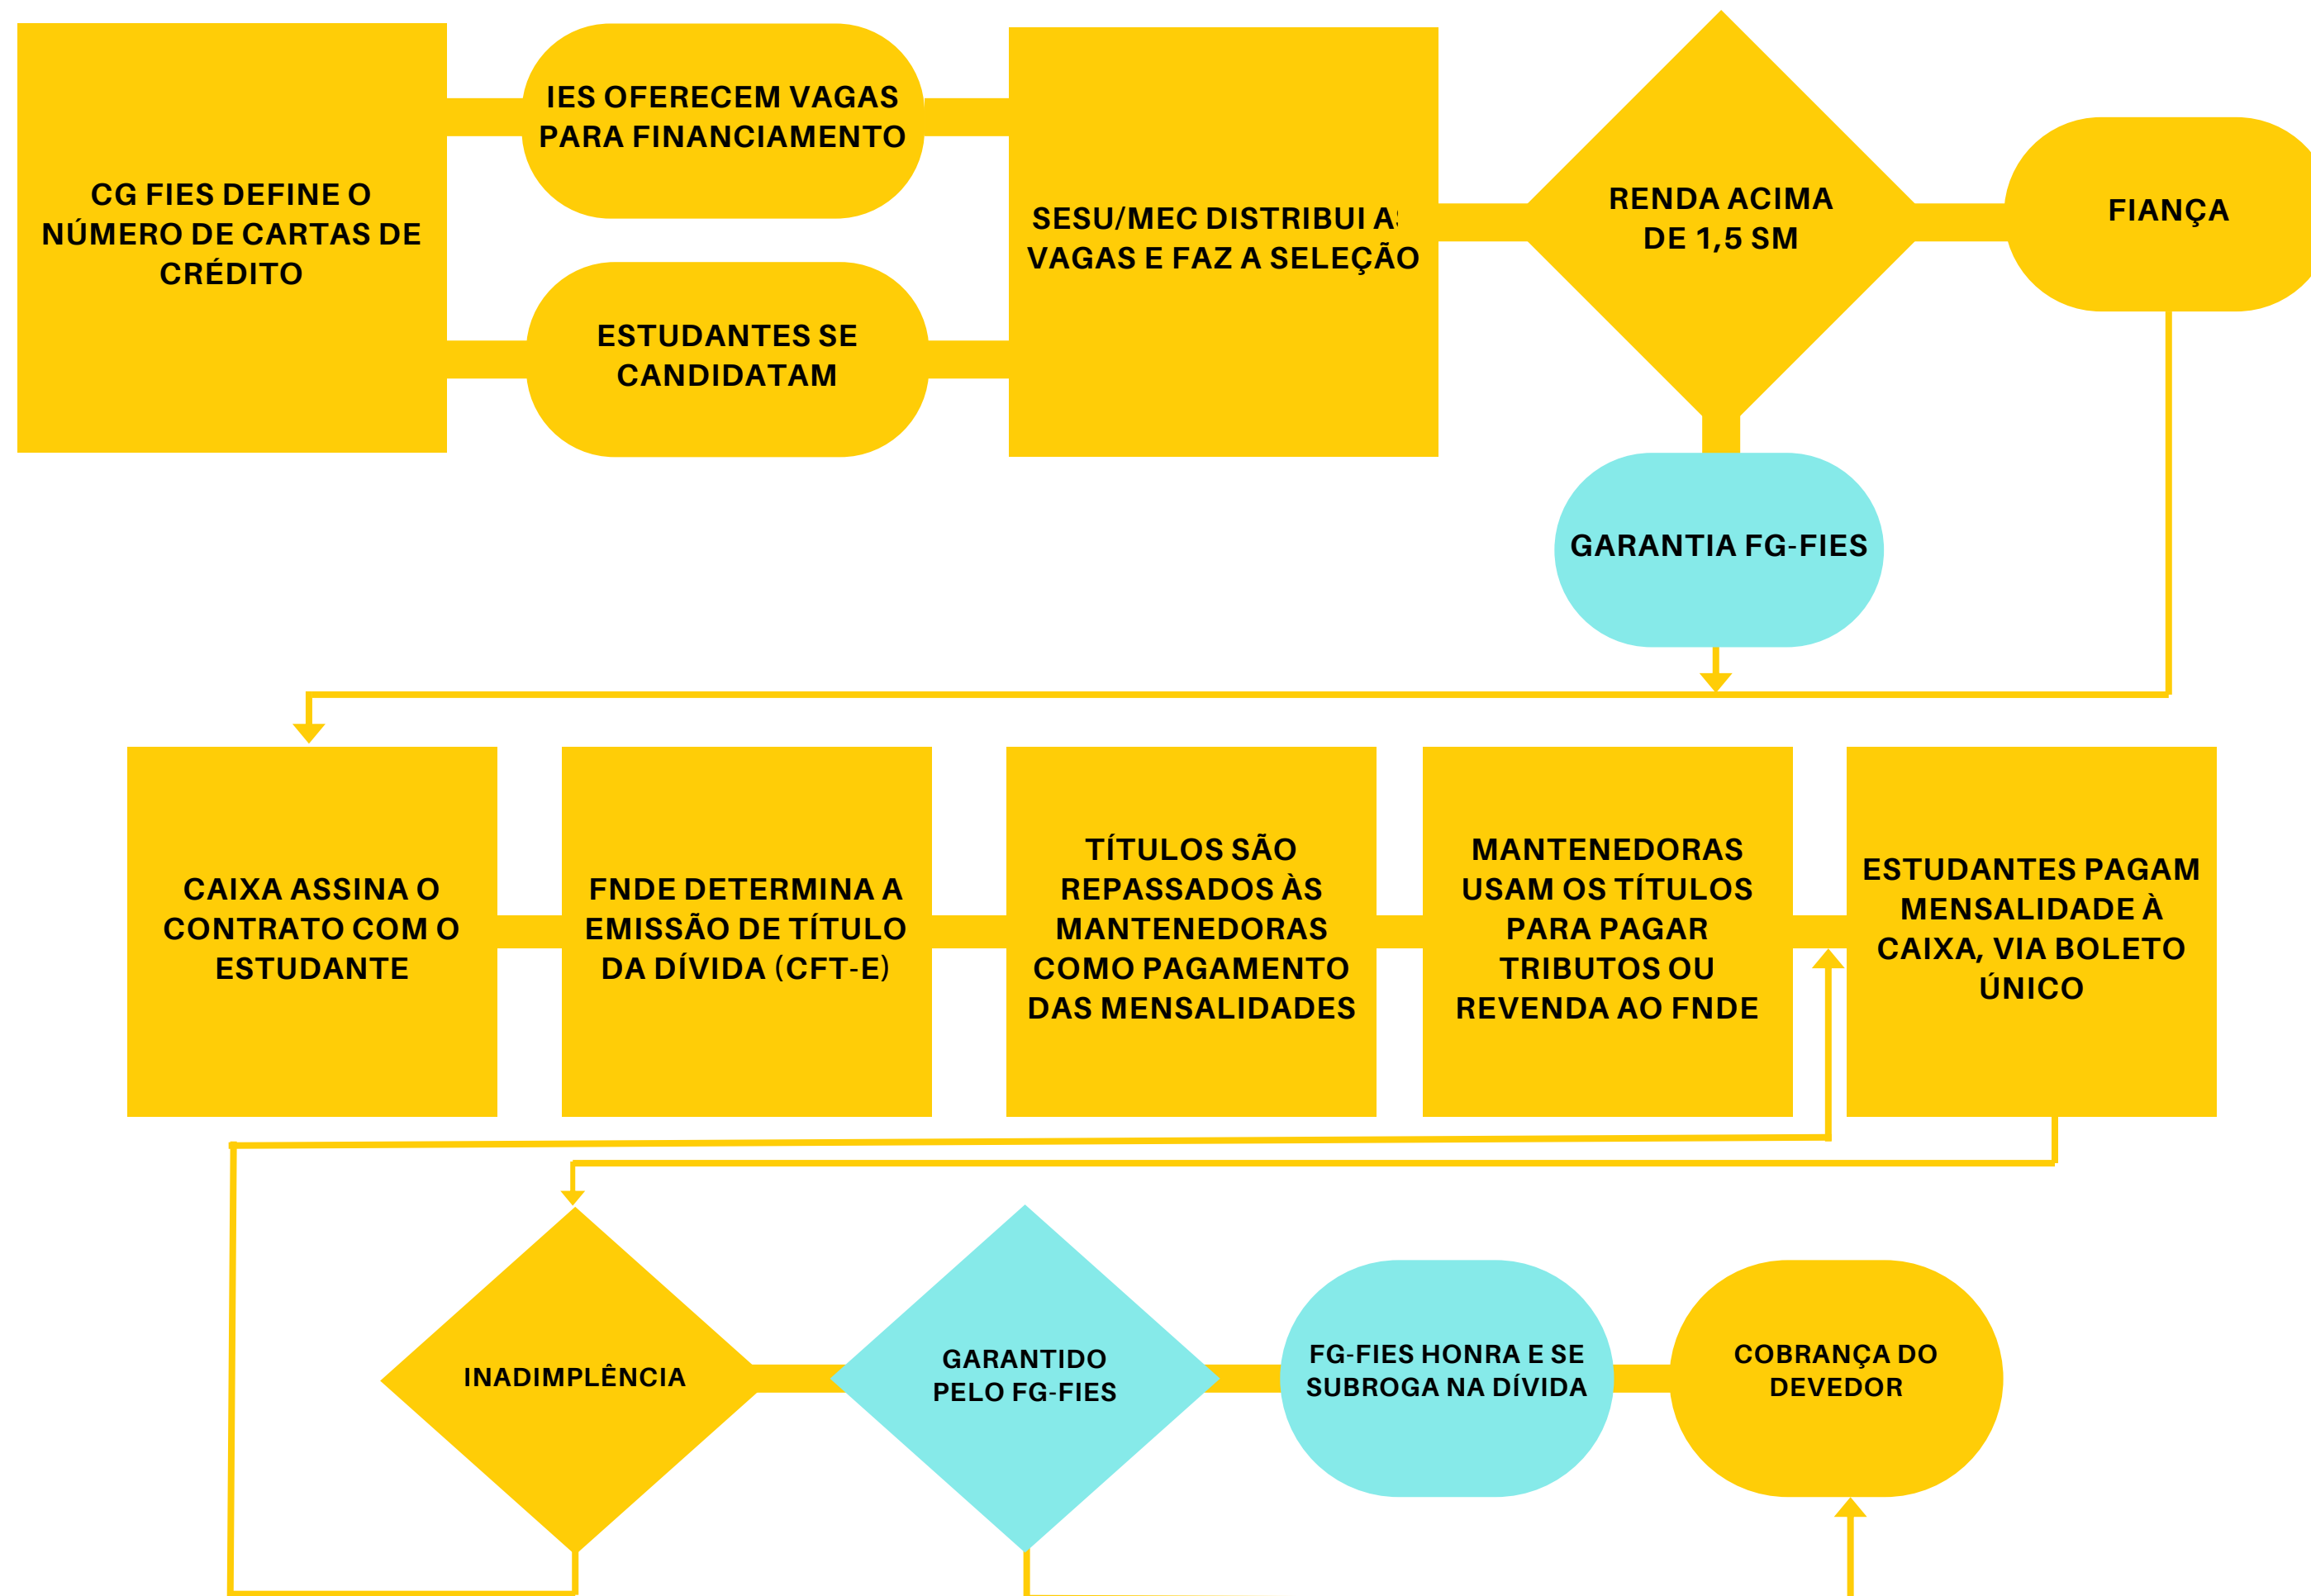 CG FIES DEFINE O
NÚMERO DE CARTAS DE
CRÉDITO
IES OFERECEM VAGAS
PARA FINANCIAMENTO
ESTUDANTES SE
CANDIDATAM
SESU/MEC DISTRIBUI AS
VAGAS E FAZ A SELEÇÃO
RENDA ACIMA
DE 1,5 SM
FIANÇA
GARANTIA FG-FIES
CAIXA ASSINA O
CONTRATO COM O
ESTUDANTE
FNDE DETERMINA A
EMISSÃO DE TÍTULO
DA DÍVIDA (CFT-E)
TÍTULOS SÃO
REPASSADOS ÀS
MANTENEDORAS
COMO PAGAMENTO
DAS MENSALIDADES
MANTENEDORAS
USAM OS TÍTULOS
PARA PAGAR
TRIBUTOS OU
REVENDA AO FNDE
ESTUDANTES PAGAM
MENSALIDADE À
CAIXA, VIA BOLETO
ÚNICO
INADIMPLÊNCIA
GARANTIDO
PELO FG-FIES
FG-FIES HONRA E SE
SUBROGA NA DÍVIDA
COBRANÇA DO
DEVEDOR